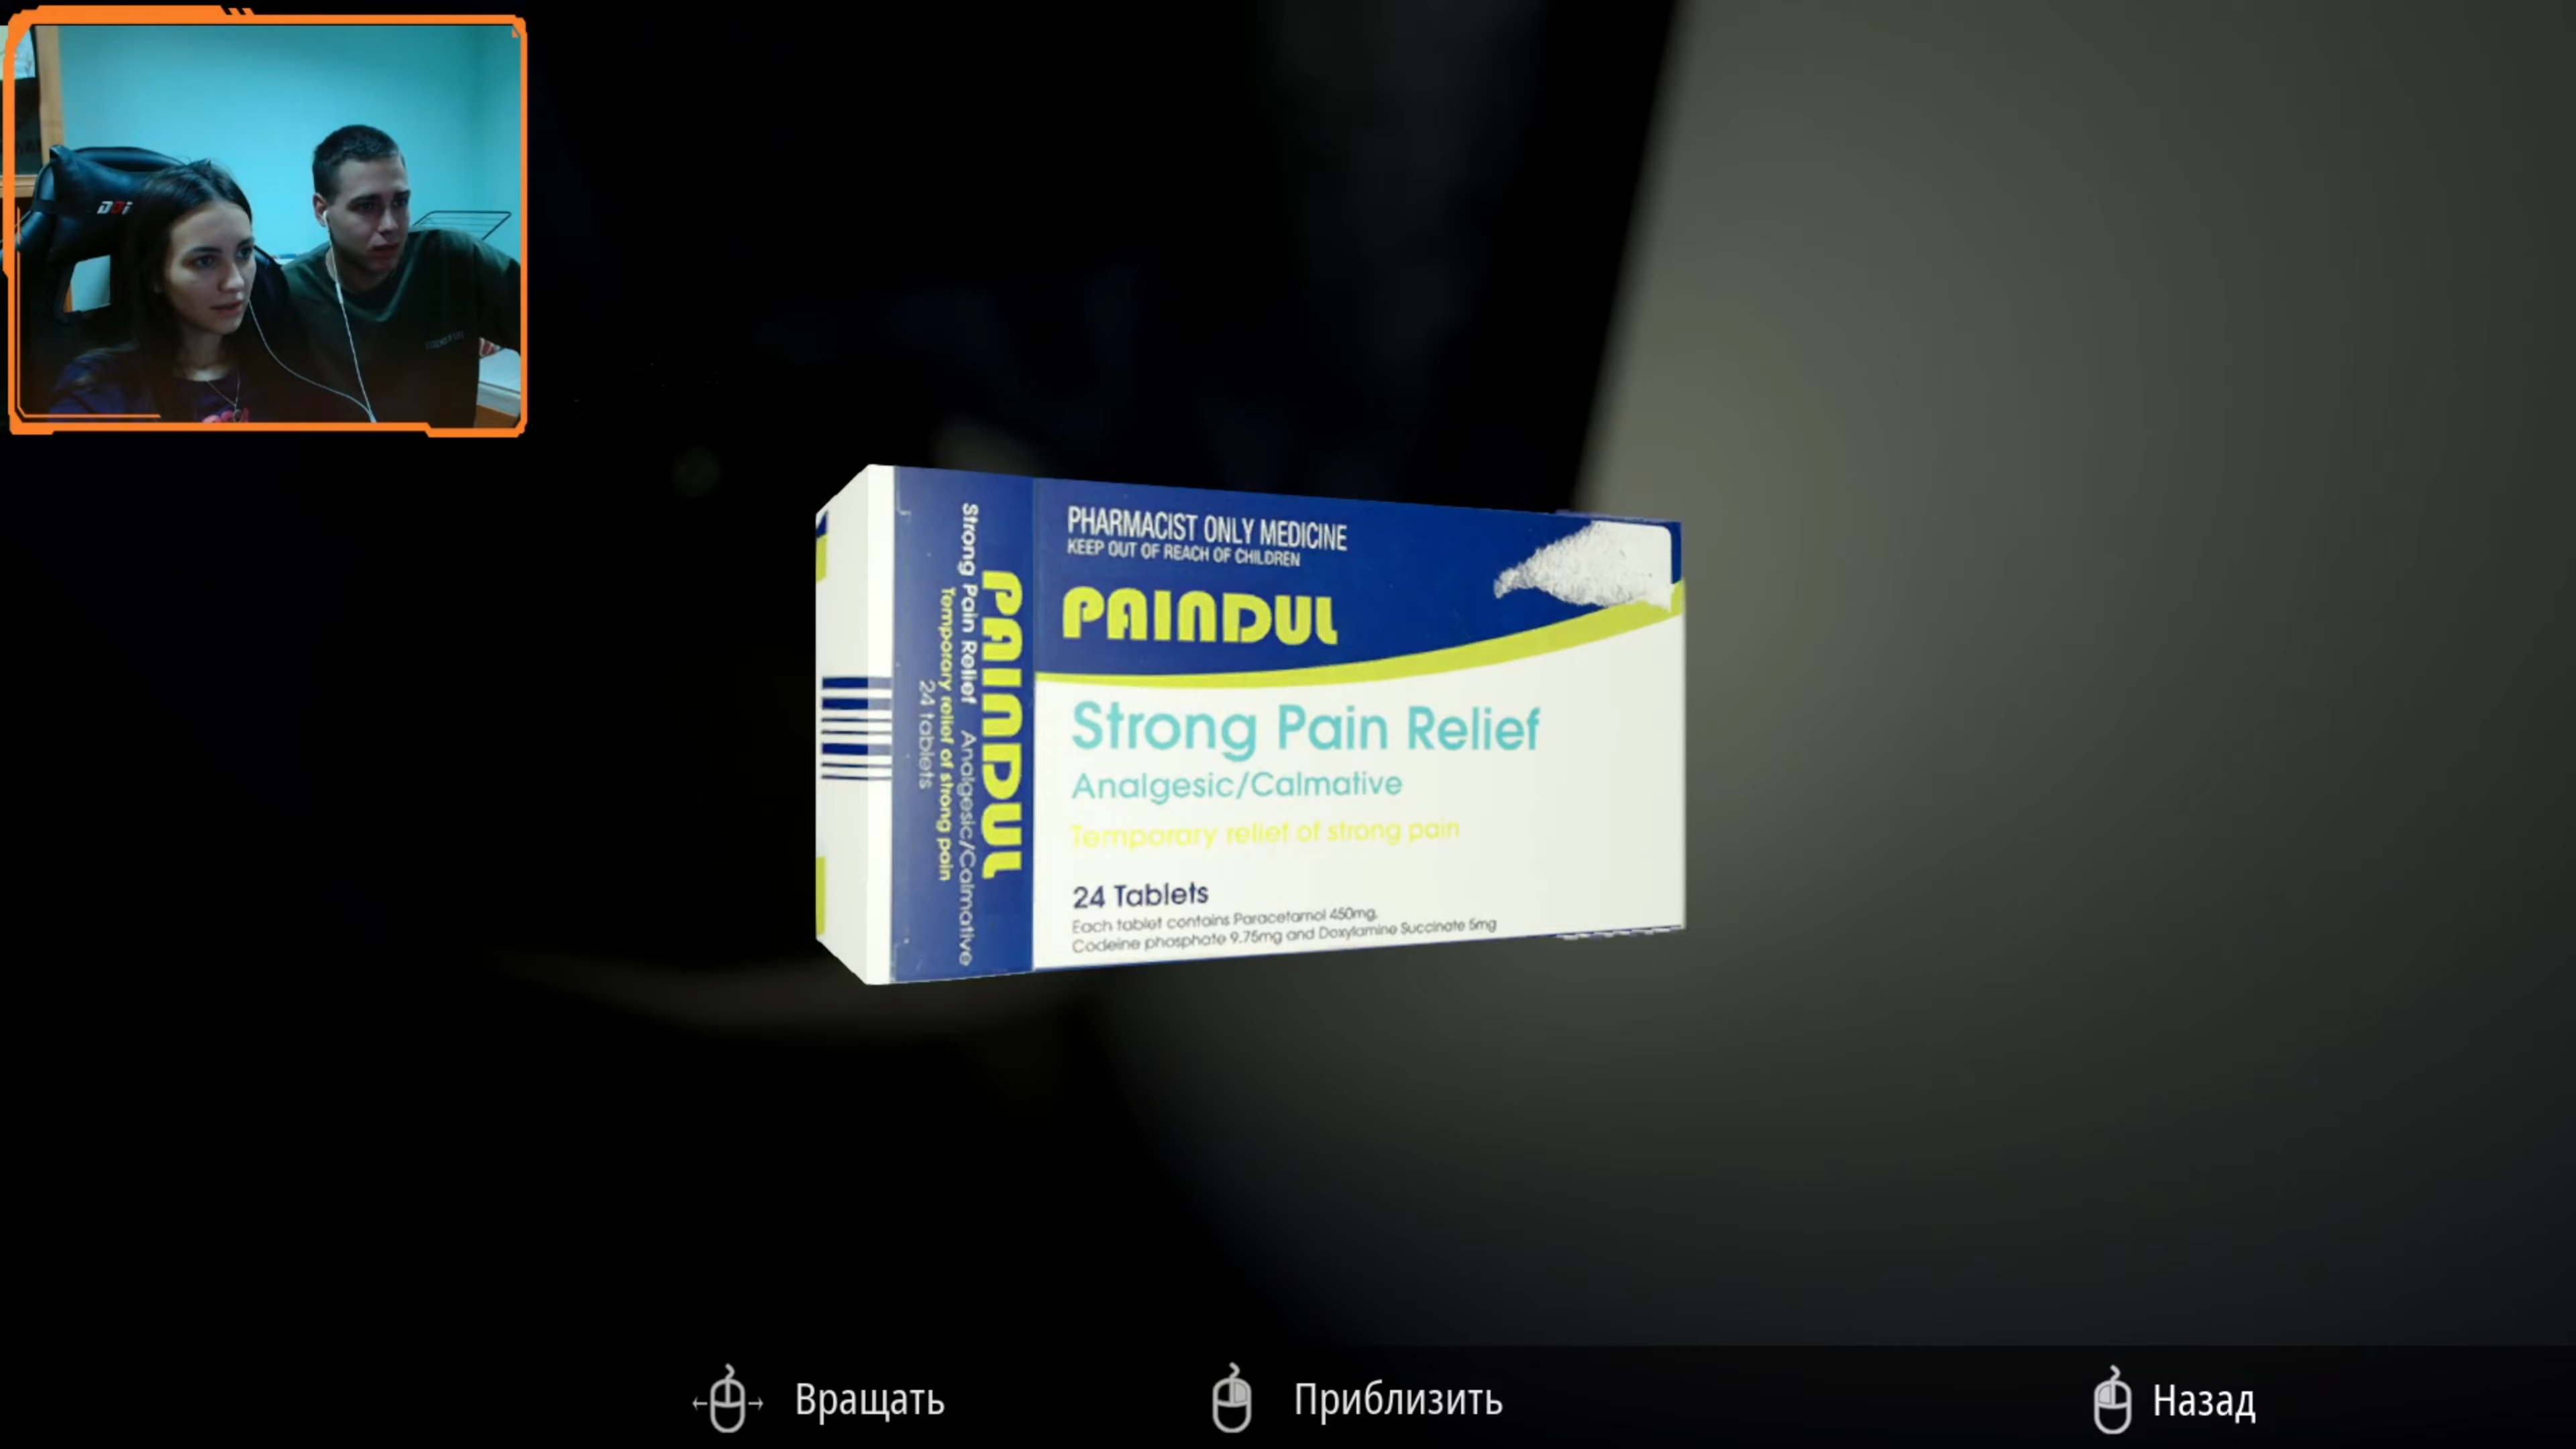 PHARMACIST ONLY MEDICINE
KEEP OUT OF REACH OF CHILDREN
PAINDUL
Strong Pain Relief
Analgesic/Calmative
Temporary relief of strong pain
24 Tablets
Each tablet contains Paracetamol 450mg,
Codeine phosphate 9.75mg and Doxylamine Succinate 5mg
PAINDUL
Strong Pain Relief Analgesic/Calmative
Temporary relief of strong pain
24 tablets
Вращать
Приблизить
Назад